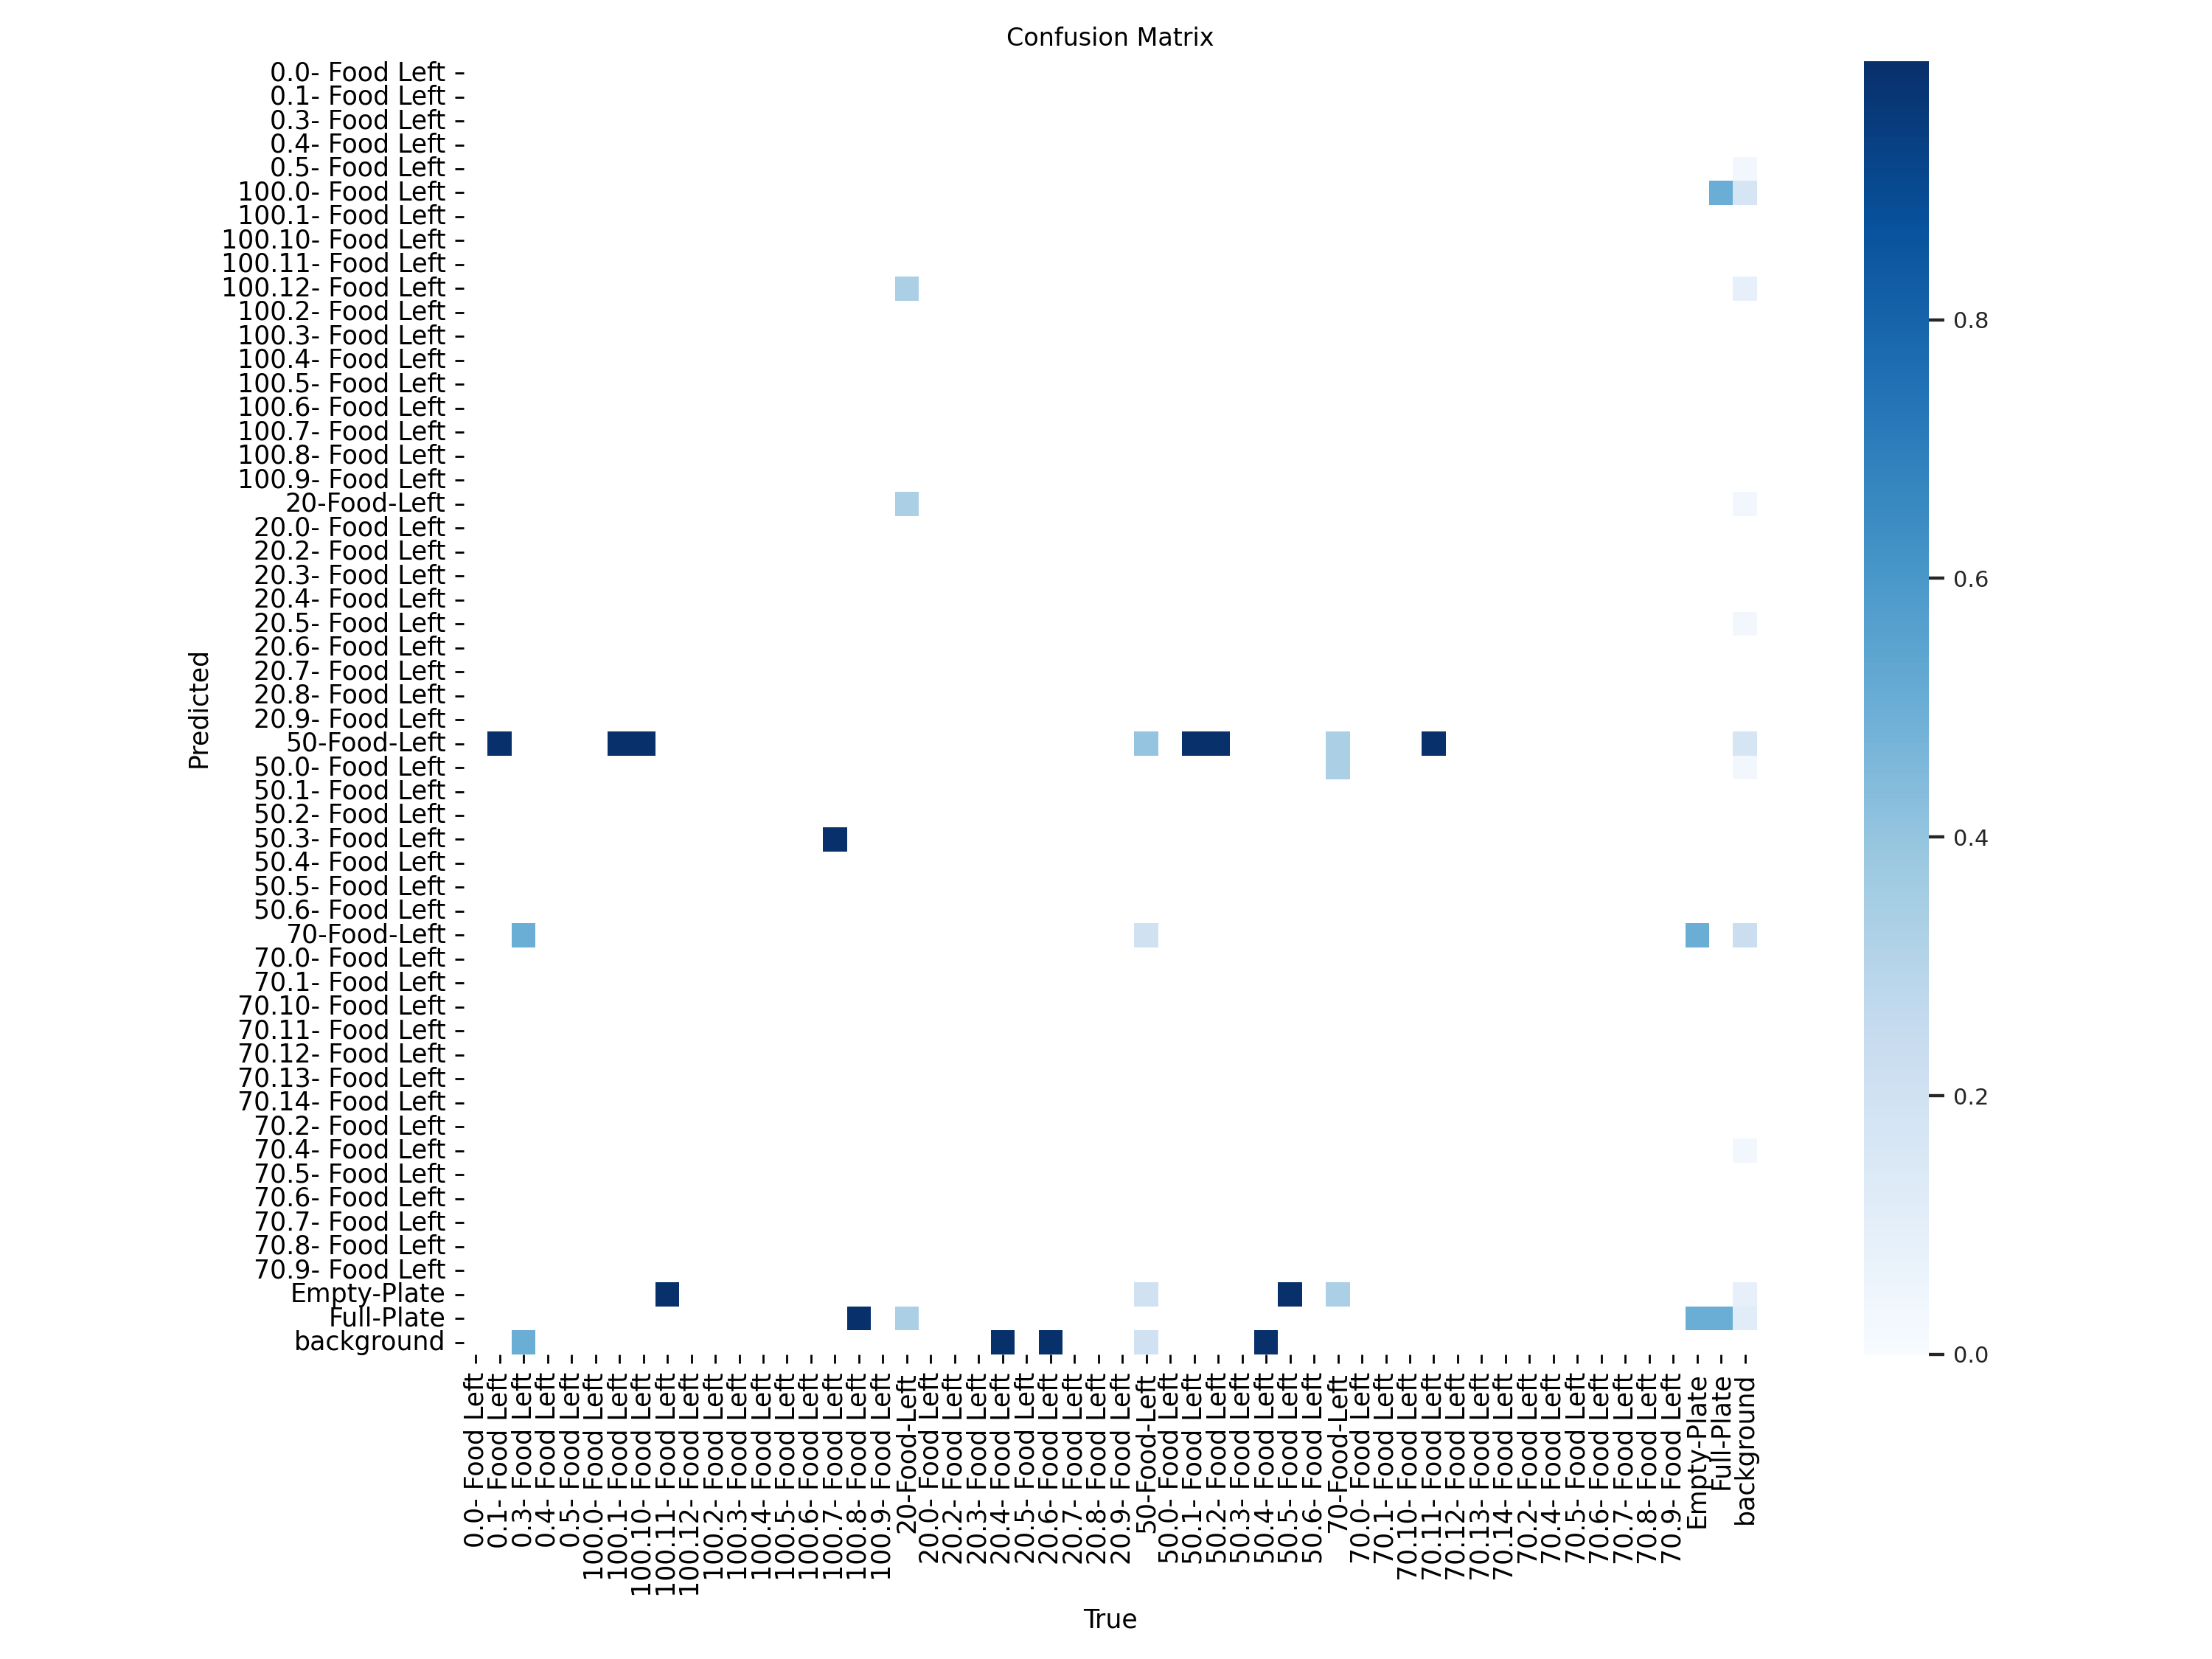 Confusion Matrix
0.0- Food Left
0.1- Food Left
0.3- Food Left
0.4- Food Left
0.5- Food Left
100.0- Food Left
100.1- Food Left
100.10- Food Left
100.11- Food Left
100.12- Food Left
100.2- Food Left
100.3- Food Left
100.4- Food Left
100.5- Food Left
100.6- Food Left
100.7- Food Left
100.8- Food Left
100.9- Food Left
20-Food-Left
20.0- Food Left
20.2- Food Left
20.3- Food Left
20.4- Food Left
20.5- Food Left
20.6- Food Left
20.7- Food Left
20.8- Food Left
20.9- Food Left
50-Food-Left
50.0- Food Left
50.1- Food Left
50.2- Food Left
50.3- Food Left
50.4- Food Left
50.5- Food Left
50.6- Food Left
70-Food-Left
70.0- Food Left
70.1- Food Left
70.10- Food Left
70.11- Food Left
70.12- Food Left
70.13- Food Left
70.14- Food Left
70.2- Food Left
70.4- Food Left
70.5- Food Left
70.6- Food Left
70.7- Food Left
70.8- Food Left
70.9- Food Left
Empty-Plate
Full-Plate
background
Predicted
0.0- Food Left
0.1- Food Left
0.3- Food Left
0.4- Food Left
0.5- Food Left
100.0- Food Left
100.1- Food Left
100.10- Food Left
100.11- Food Left
100.12- Food Left
100.2- Food Left
100.3- Food Left
100.4- Food Left
100.5- Food Left
100.6- Food Left
100.7- Food Left
100.8- Food Left
100.9- Food Left
20-Food-Left
20.0- Food Left
20.2- Food Left
20.3- Food Left
20.4- Food Left
20.5- Food Left
20.6- Food Left
20.7- Food Left
20.8- Food Left
20.9- Food Left
50-Food-Left
50.0- Food Left
50.1- Food Left
50.2- Food Left
50.3- Food Left
50.4- Food Left
50.5- Food Left
50.6- Food Left
70-Food-Left
70.0- Food Left
70.1- Food Left
70.10- Food Left
70.11- Food Left
70.12- Food Left
70.13- Food Left
70.14- Food Left
70.2- Food Left
70.4- Food Left
70.5- Food Left
70.6- Food Left
70.7- Food Left
70.8- Food Left
70.9- Food Left
Empty-Plate
Full-Plate
background
True
0.8
0.6
0.4
0.2
0.0